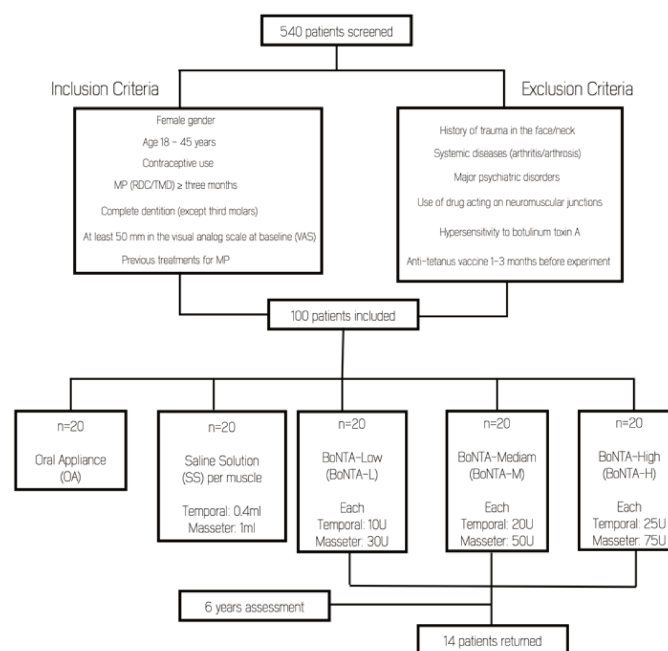 540 patients screened
Inclusion Criteria
Female gender
Age 18 - 45 years
Contraceptive use
MP (RDC/TMD) ≥ three months
Complete dentition (except third molars)
At least 50 mm in the visual analog scale at baseline (VAS)
Previous treatments for MP
Exclusion Criteria
History of trauma in the face/neck
Systemic diseases (arthritis/arthrosis)
Major psychiatric disorders
Use of drug acting on neuromuscular junctions
Hypersensitivity to botulinum toxin A
Anti-tetanus vaccine 1-3 months before experiment
100 patients included
n=20
Oral Appliance
(OA)
n=20
Saline Solution
(SS) per muscle
Temporal: 0.4ml
Masseter: 1ml
n=20
BoNTA-Low
(BoNTA-L)
Each
Temporal: 10U
Masseter: 30U
n=20
BoNTA-Mediam
(BoNTA-M)
Each
Temporal: 20U
Masseter: 50U
n=20
BoNTA-High
(BoNTA-H)
Each
Temporal: 25U
Masseter: 75U
6 years assessment
14 patients returned